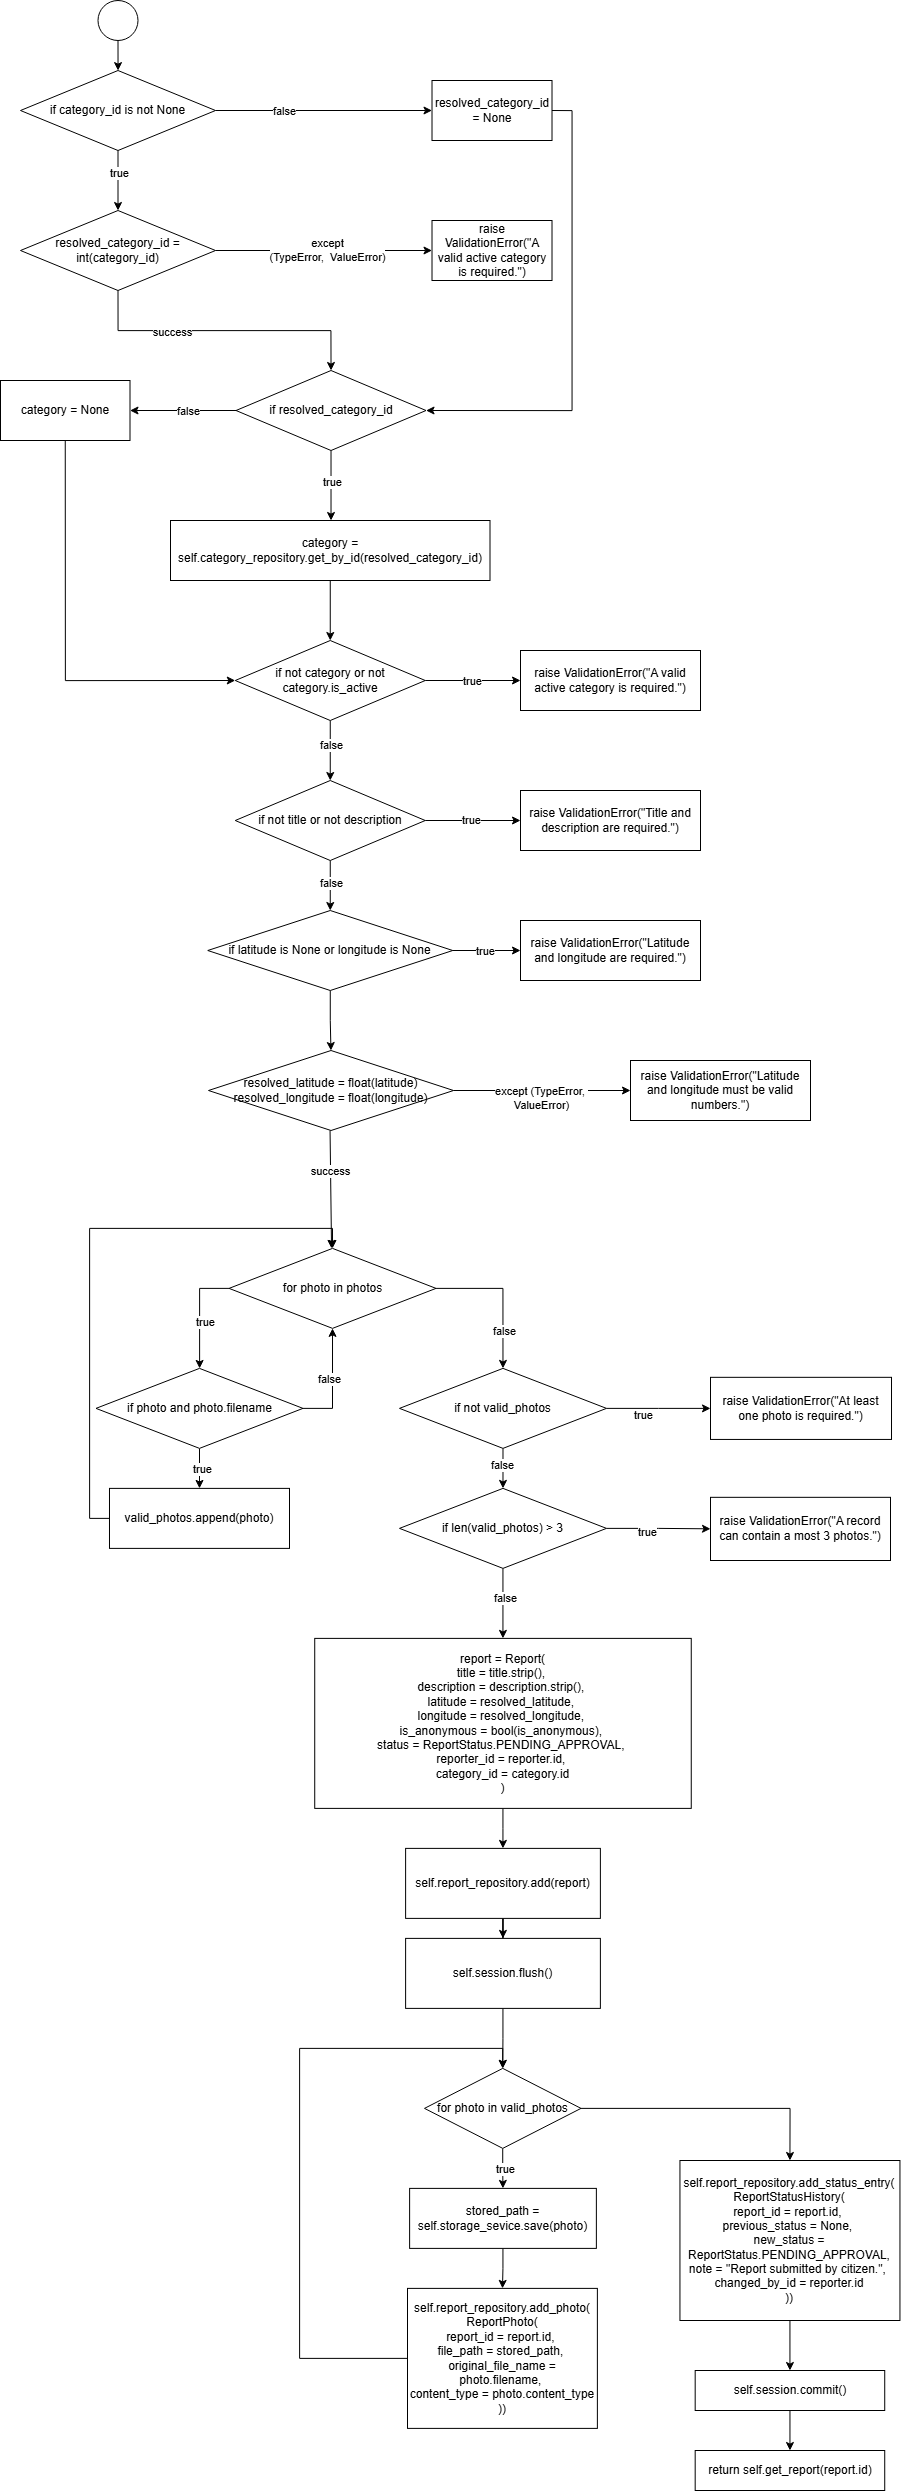 if category_id is not None
false
resolved_category_id
= None
true
resolved_category_id =
int(category_id)
except
(TypeError, ValueError)
raise
ValidationError("A
valid active category
is required.")
success
category = None
false
if resolved_category_id
true
category =
self.category_repository.get_by_id(resolved_category_id)
if not category or not
category.is_active
true
raise ValidationError("A valid
active category is required.")
false
if not title or not description
true
raise ValidationError("Title and
description are required.")
false
if latitude is None or longitude is None
true
raise ValidationError("Latitude
and longitude are required.")
resolved_latitude = float(latitude)
resolved_longitude = float(longitude)
except (TypeError,
ValueError)
raise ValidationError("Latitude
and longitude must be valid
numbers.")
success
for photo in photos
true
false
false
if photo and photo.filename
if not valid_photos
true
raise ValidationError("At least
one photo is required.")
true
false
valid_photos.append(photo)
if len(valid_photos) > 3
true
raise ValidationError("A record
can contain a most 3 photos.")
false
report = Report(
title = title.strip(),
description = description.strip(),
latitude = resolved_latitude,
longitude = resolved_longitude,
is_anonymous = bool(is_anonymous),
status = ReportStatus.PENDING_APPROVAL,
reporter_id = reporter.id,
category_id = category.id
)
self.report_repository.add(report)
self.session.flush()
for photo in valid_photos
true
stored_path =
self.storage_sevice.save(photo)
self.report_repository.add_photo(
ReportPhoto(
report_id = report.id,
file_path = stored_path,
original_file_name =
photo.filename,
content_type = photo.content_type
))
self.report_repository.add_status_entry(
ReportStatusHistory(
report_id = report.id,
previous_status = None,
new_status =
ReportStatus.PENDING_APPROVAL,
note = "Report submitted by citizen.",
changed_by_id = reporter.id
))
self.session.commit()
return self.get_report(report.id)